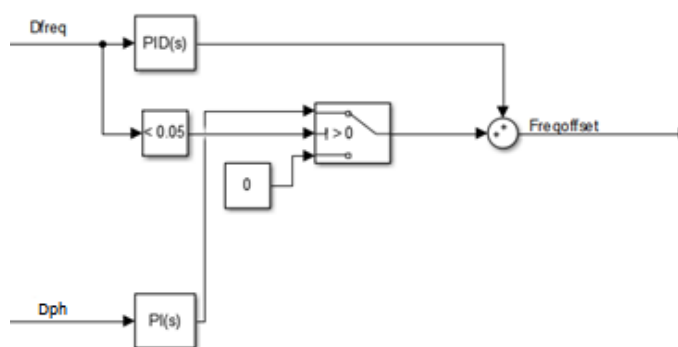 Dfreq
PID(s)
< 0.05
> 0
Freqoffset
0
Dph
PI(s)